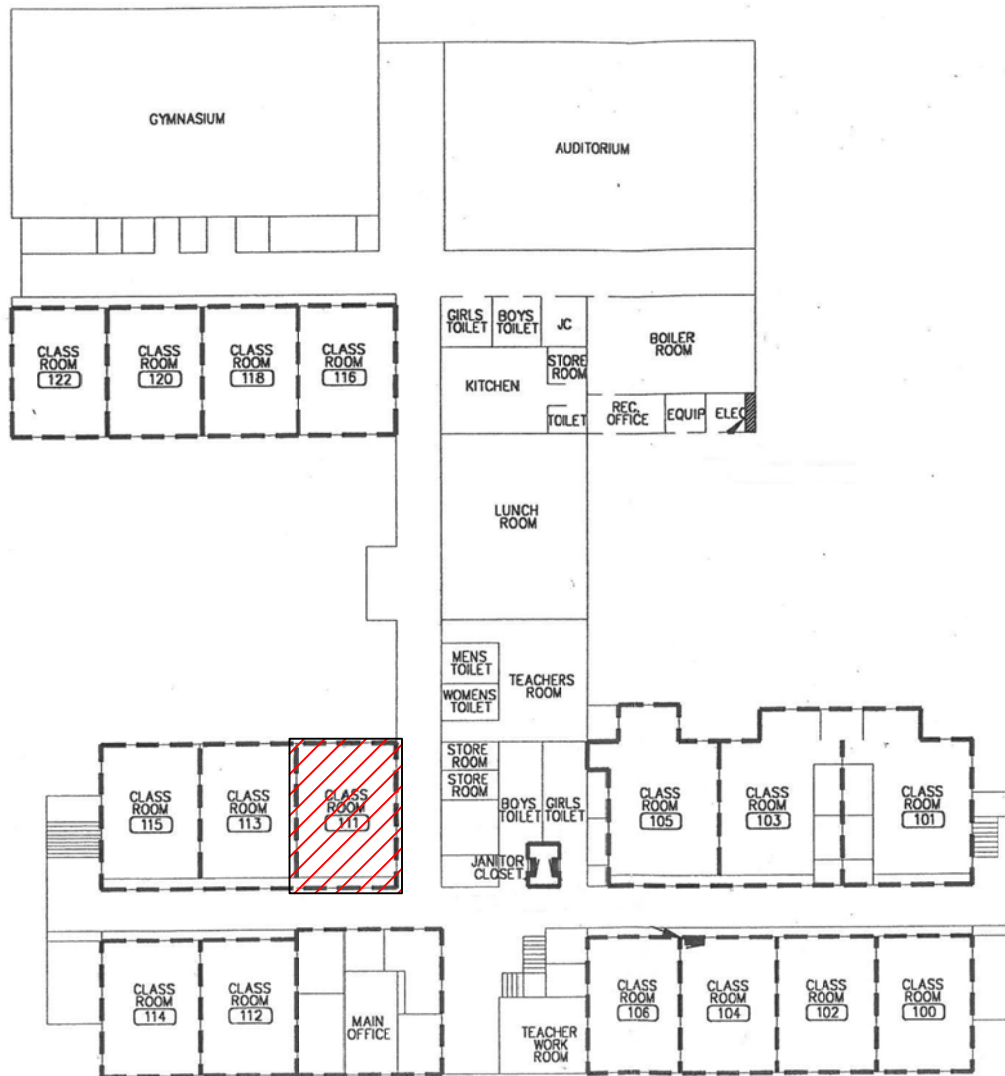 GYMNASIUM
AUDITORIUM
GIRLS
TOILET
BOYS
TOILET
JC
STORE
ROOM
KITCHEN
TOILET
BOILER
ROOM
REC.
OFFICE
EQUIP
ELEC
CLASS
ROOM
122
CLASS
ROOM
120
CLASS
ROOM
118
CLASS
ROOM
116
LUNCH
ROOM
MENS
TOILET
WOMENS
TOILET
TEACHERS
ROOM
STORE
ROOM
STORE
ROOM
BOYS
TOILET
GIRLS
TOILET
JANITOR
CLOSET
CLASS
ROOM
115
CLASS
ROOM
113
CLASS
ROOM
111
CLASS
ROOM
105
CLASS
ROOM
103
CLASS
ROOM
101
CLASS
ROOM
114
CLASS
ROOM
112
MAIN
OFFICE
TEACHER
WORK
ROOM
CLASS
ROOM
106
CLASS
ROOM
104
CLASS
ROOM
102
CLASS
ROOM
100